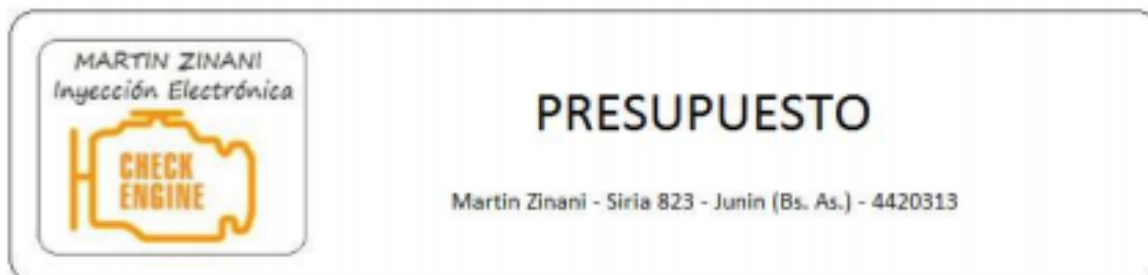 MARTIN ZINANI
Inyección Electrónica
CHECK
ENGINE
PRESUPUESTO
Martin Zinani - Siria 823 - Junin (Bs. As.) - 4420313